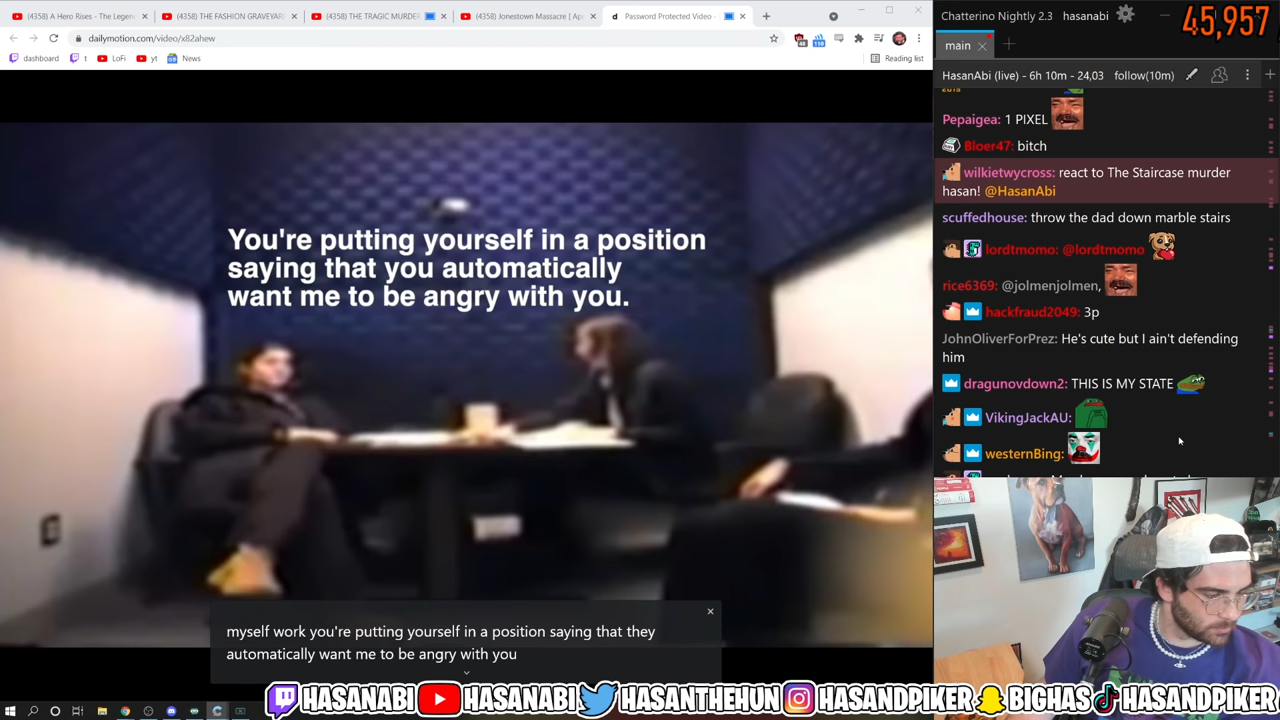 (4358) A Hero Rises - The Legen
(4358) THE FASHION GRAVEYAR
(4358) THE TRAGIC MURDER
(4358) Jonestown Massacre | Ap
Password Protected Video -
dailymotion.com/video/x82ahew
dashboard
t
LoFi
yt
News
Reading list
You're putting yourself in a position
saying that you automatically
want me to be angry with you.
myself work you're putting yourself in a position saying that they
automatically want me to be angry with you
Chatterino Nightly 2.3 hasanabi
45,957
main
HasanAbi (live) - 6h 10m - 24,03 follow(10m)
Pepaigea: 1 PIXEL
Bloer47: bitch
wilkietwycross: react to The Staircase murder
hasan! @HasanAbi
scuffedhouse: throw the dad down marble stairs
lordtmomo: @lordtmomo
rice6369: @jolmenjolmen,
hackfraud2049: 3p
JohnOliverForPrez: He's cute but I ain't defending
him
dragunovdown2: THIS IS MY STATE
VikingJackAU:
westernBing:
HASANABI HASANABI HASANTHEHUN HASANDPIKER BIGHAS HASANDPIKER